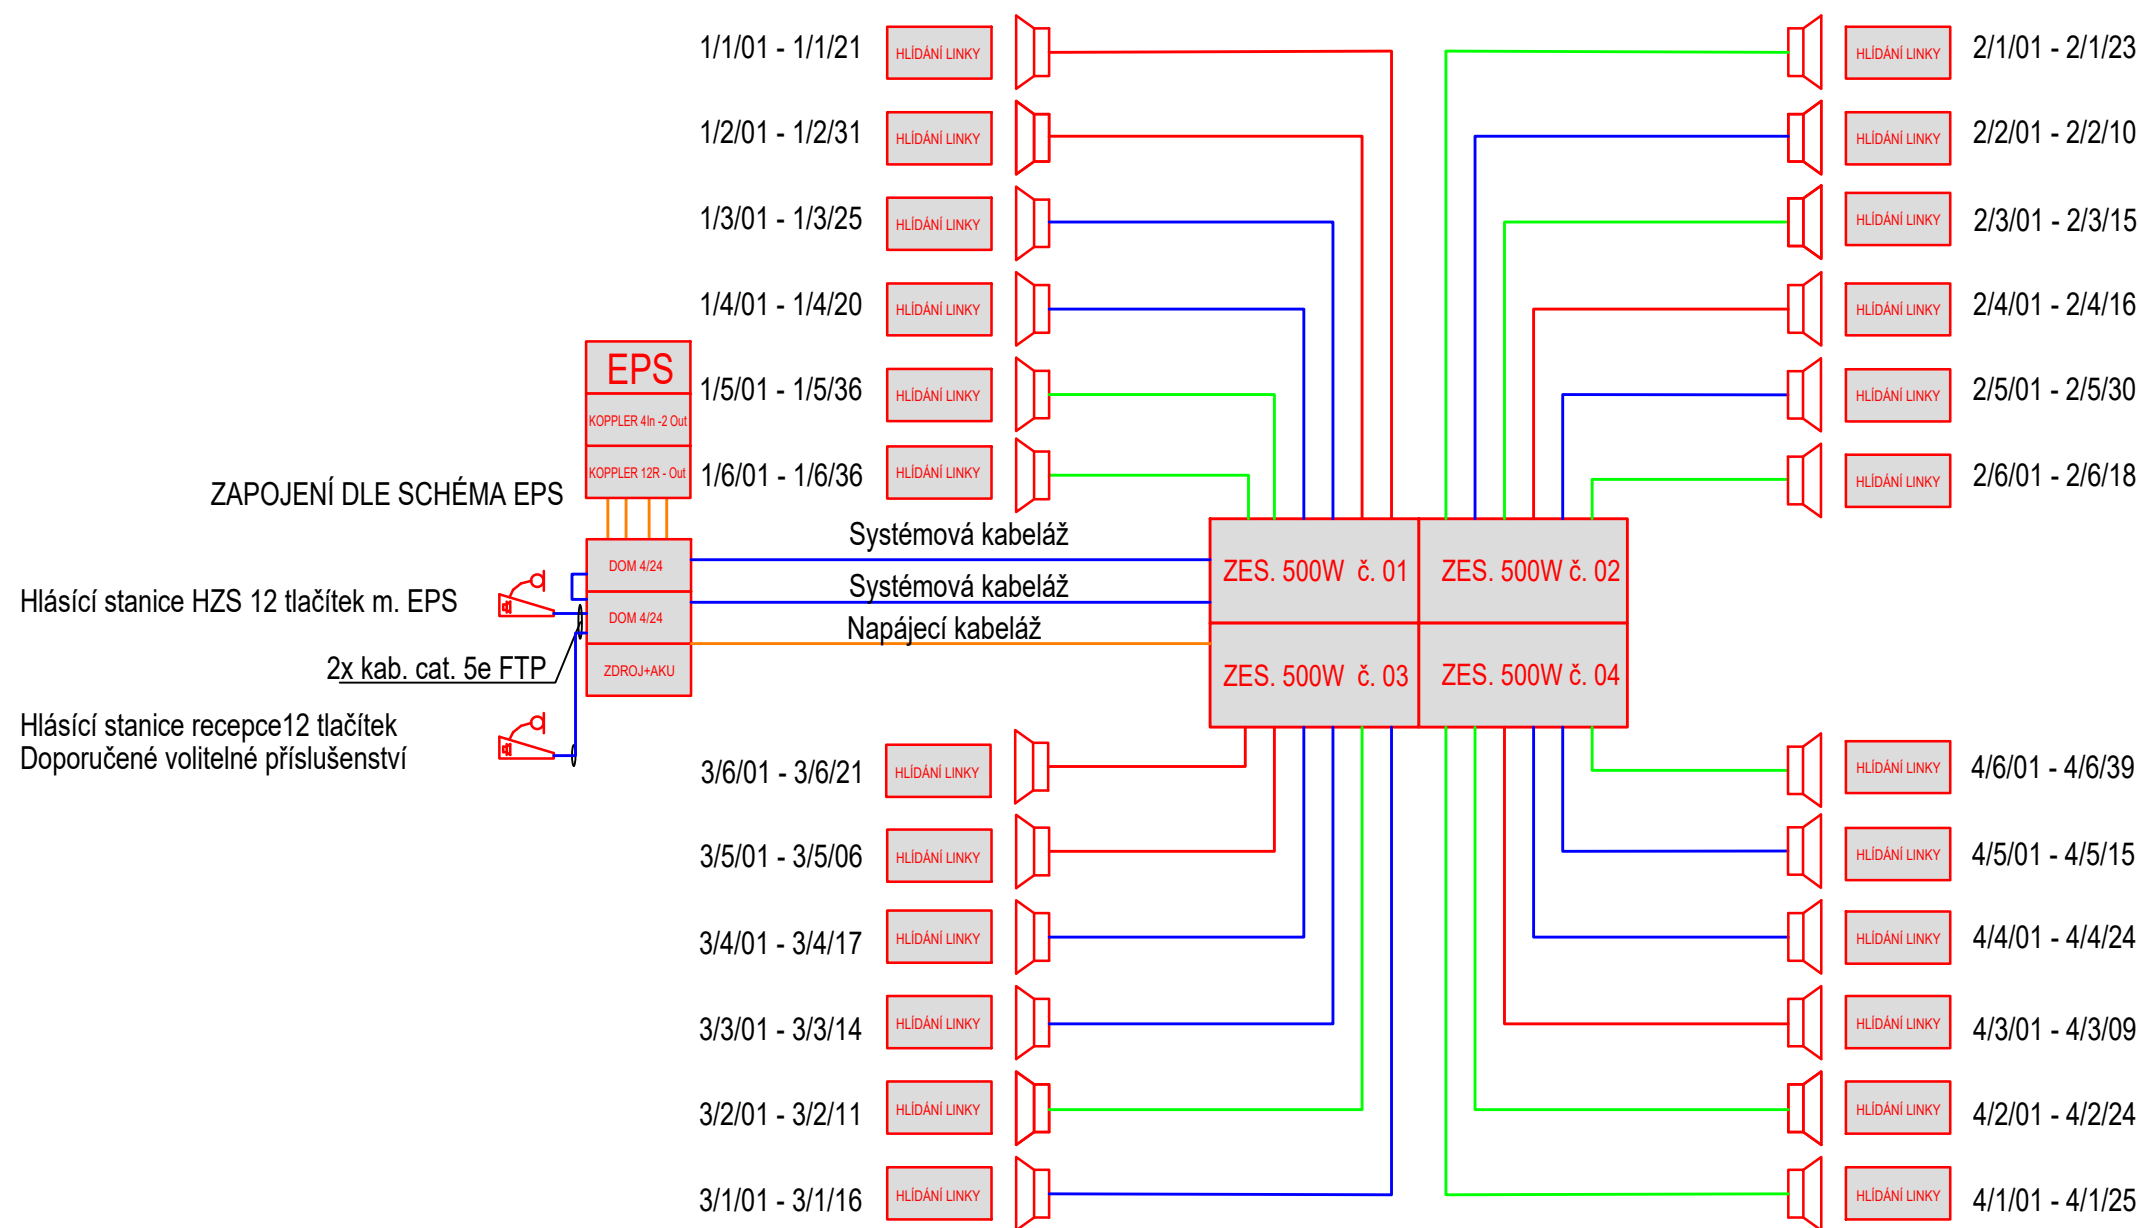 1/1/01 - 1/1/21
HLÍDÁNÍ LINKY
HLÍDÁNÍ LINKY
2/1/01 - 2/1/23
1/2/01 - 1/2/31
HLÍDÁNÍ LINKY
HLÍDÁNÍ LINKY
2/2/01 - 2/2/10
1/3/01 - 1/3/25
HLÍDÁNÍ LINKY
HLÍDÁNÍ LINKY
2/3/01 - 2/3/15
1/4/01 - 1/4/20
HLÍDÁNÍ LINKY
HLÍDÁNÍ LINKY
2/4/01 - 2/4/16
EPS
1/5/01 - 1/5/36
HLÍDÁNÍ LINKY
HLÍDÁNÍ LINKY
2/5/01 - 2/5/30
KOPPLER 4In -2 Out
KOPPLER 12R - Out
1/6/01 - 1/6/36
HLÍDÁNÍ LINKY
HLÍDÁNÍ LINKY
2/6/01 - 2/6/18
ZAPOJENÍ DLE SCHÉMA EPS
Systémová kabeláž
DOM 4/24
ZES. 500W č. 01
ZES. 500W č. 02
Systémová kabeláž
Hlásící stanice HZS 12 tlačítek m. EPS
DOM 4/24
Napájecí kabeláž
2x kab. cat. 5e FTP
ZDROJ+AKU
ZES. 500W č. 03
ZES. 500W č. 04
Hlásící stanice recepce12 tlačítek
Doporučené volitelné příslušenství
3/6/01 - 3/6/21
HLÍDÁNÍ LINKY
HLÍDÁNÍ LINKY
4/6/01 - 4/6/39
3/5/01 - 3/5/06
HLÍDÁNÍ LINKY
HLÍDÁNÍ LINKY
4/5/01 - 4/5/15
3/4/01 - 3/4/17
HLÍDÁNÍ LINKY
HLÍDÁNÍ LINKY
4/4/01 - 4/4/24
3/3/01 - 3/3/14
HLÍDÁNÍ LINKY
HLÍDÁNÍ LINKY
4/3/01 - 4/3/09
3/2/01 - 3/2/11
HLÍDÁNÍ LINKY
HLÍDÁNÍ LINKY
4/2/01 - 4/2/24
3/1/01 - 3/1/16
HLÍDÁNÍ LINKY
HLÍDÁNÍ LINKY
4/1/01 - 4/1/25